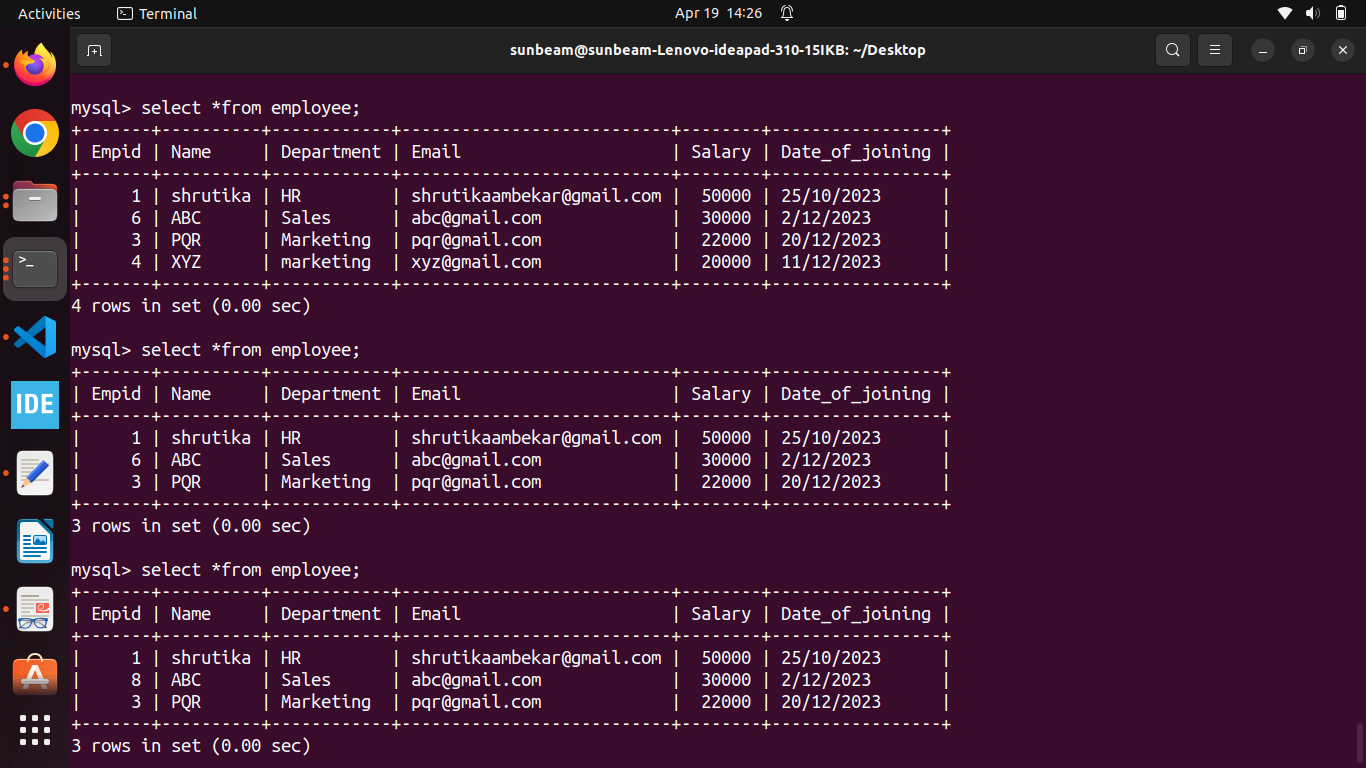 Activities Terminal Apr 19 14:26
sunbeam@sunbeam-Lenovo-ideapad-310-15IKB: ~/Desktop
mysql> select *from employee;
+-------+----------+------------+---------------------------+--------+-----------------+
| Empid | Name     | Department | Email                     | Salary | Date_of_joining |
+-------+----------+------------+---------------------------+--------+-----------------+
|     1 | shrutika | HR         | shrutikaambekar@gmail.com |  50000 | 25/10/2023      |
|     6 | ABC      | Sales      | abc@gmail.com             |  30000 | 2/12/2023       |
|     3 | PQR      | Marketing  | pqr@gmail.com             |  22000 | 20/12/2023      |
|     4 | XYZ      | marketing  | xyz@gmail.com             |  20000 | 11/12/2023      |
+-------+----------+------------+---------------------------+--------+-----------------+
4 rows in set (0.00 sec)
mysql> select *from employee;
+-------+----------+------------+---------------------------+--------+-----------------+
| Empid | Name     | Department | Email                     | Salary | Date_of_joining |
+-------+----------+------------+---------------------------+--------+-----------------+
|     1 | shrutika | HR         | shrutikaambekar@gmail.com |  50000 | 25/10/2023      |
|     6 | ABC      | Sales      | abc@gmail.com             |  30000 | 2/12/2023       |
|     3 | PQR      | Marketing  | pqr@gmail.com             |  22000 | 20/12/2023      |
+-------+----------+------------+---------------------------+--------+-----------------+
3 rows in set (0.00 sec)
IDE
mysql> select *from employee;
+-------+----------+------------+---------------------------+--------+-----------------+
| Empid | Name     | Department | Email                     | Salary | Date_of_joining |
+-------+----------+------------+---------------------------+--------+-----------------+
|     1 | shrutika | HR         | shrutikaambekar@gmail.com |  50000 | 25/10/2023      |
|     8 | ABC      | Sales      | abc@gmail.com             |  30000 | 2/12/2023       |
|     3 | PQR      | Marketing  | pqr@gmail.com             |  22000 | 20/12/2023      |
+-------+----------+------------+---------------------------+--------+-----------------+
3 rows in set (0.00 sec)